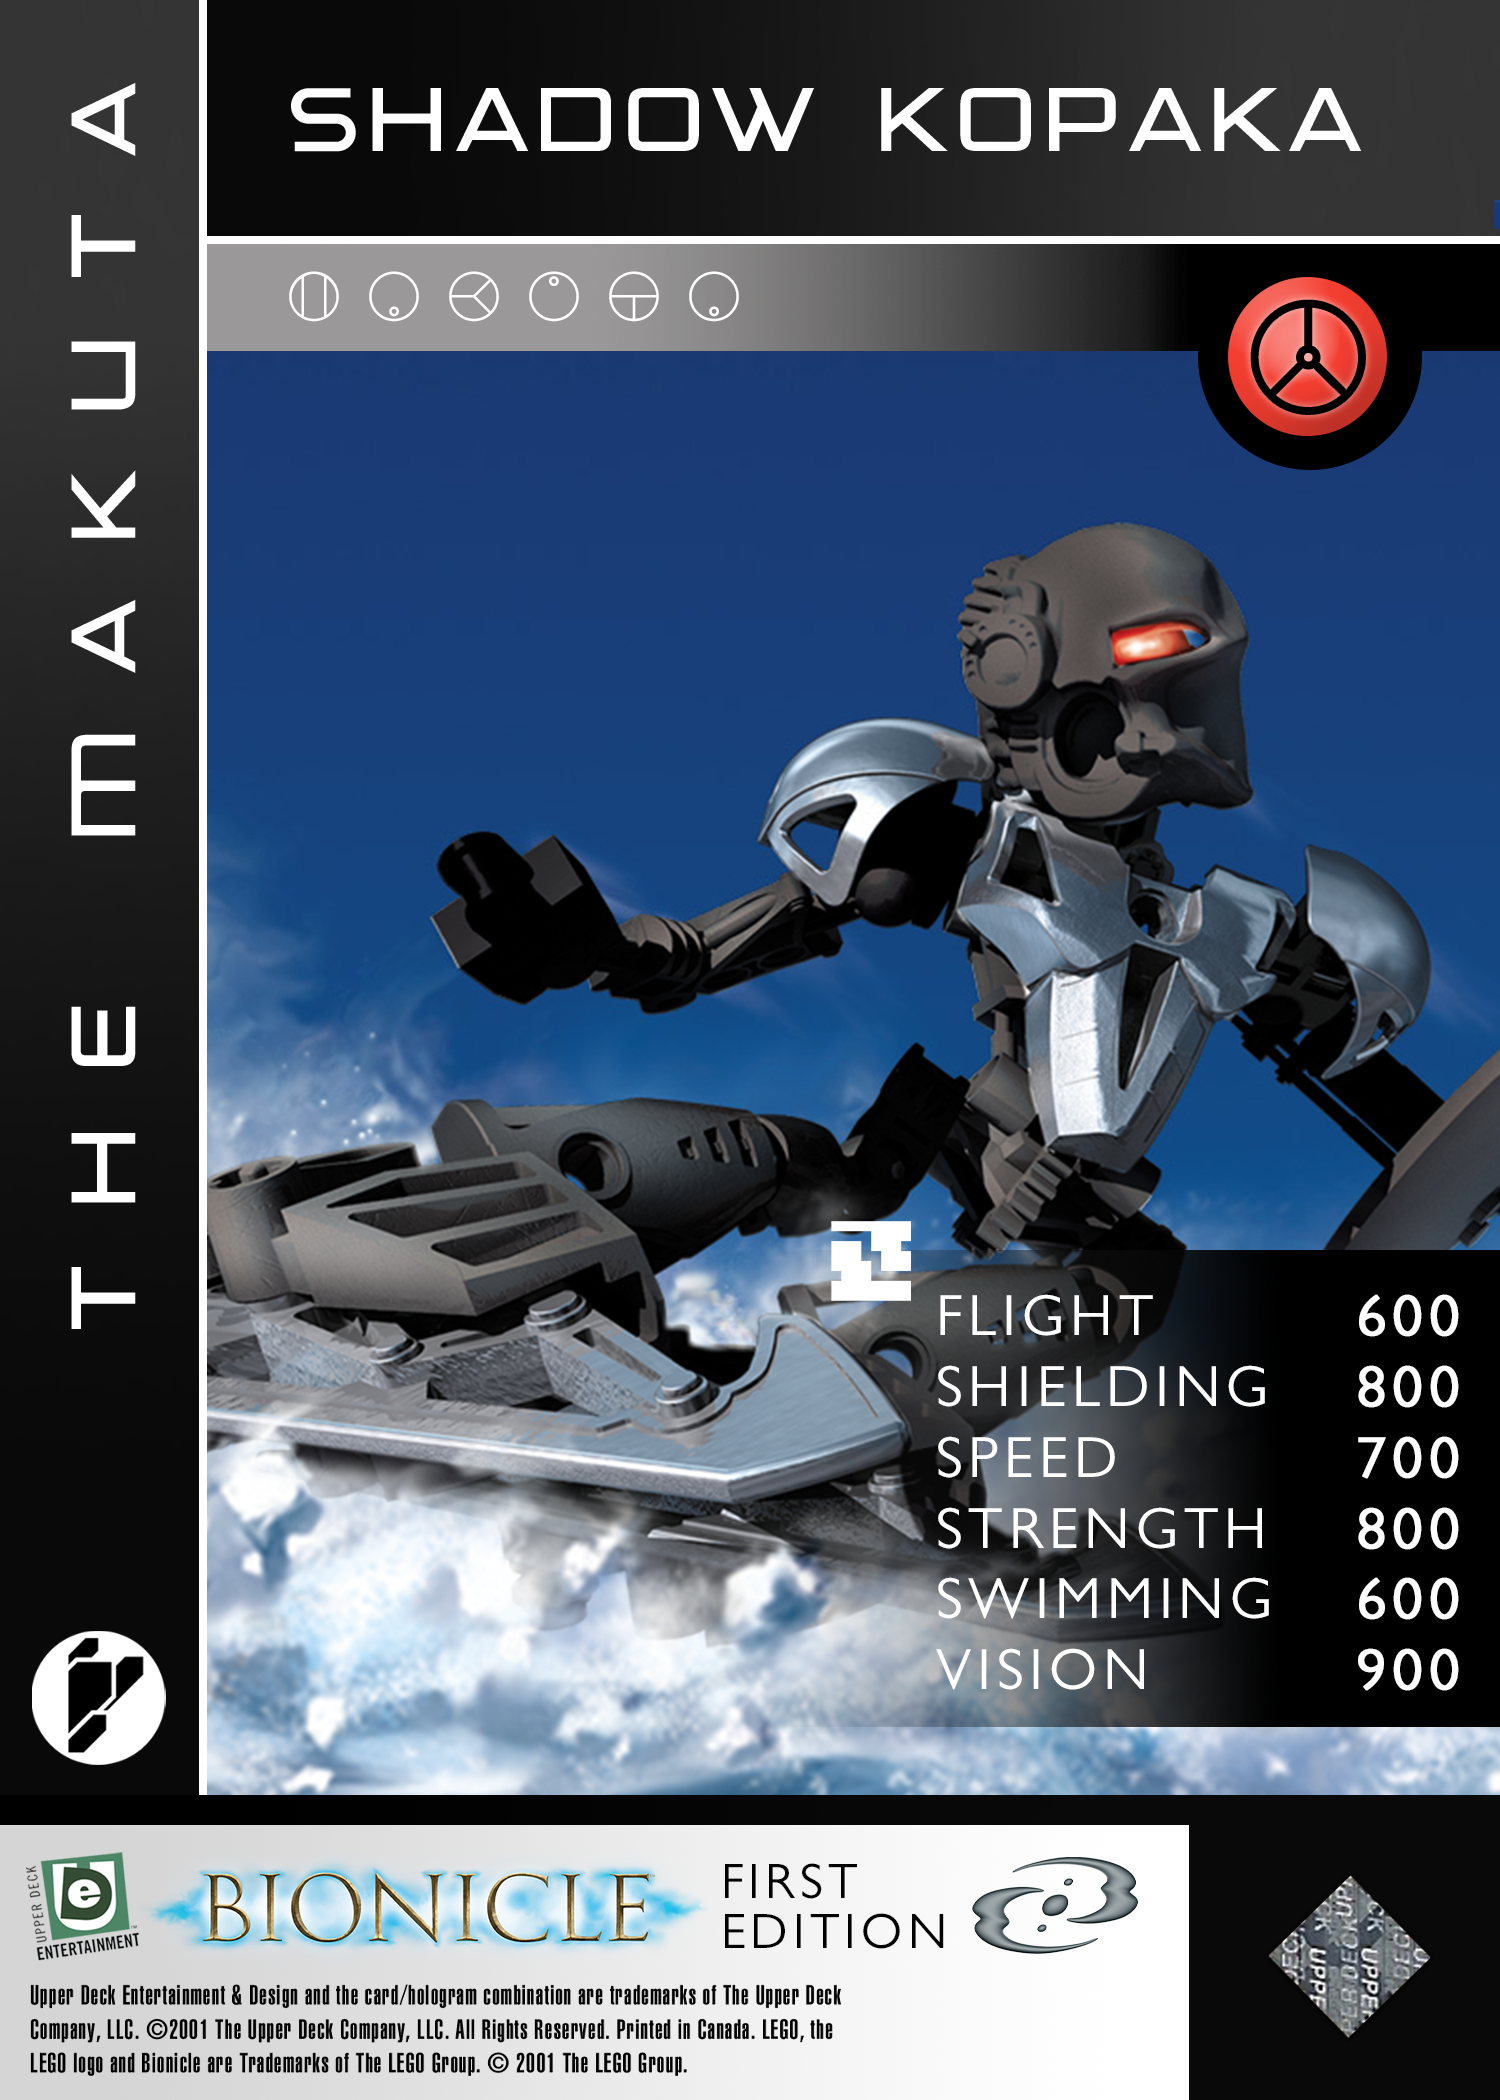 SHADOW KOPAKA
THE MAKUTA
FLIGHT 600
SHIELDING 800
SPEED 700
STRENGTH 800
SWIMMING 600
VISION 900
UPPER DECK
e
ENTERTAINMENT
BIONICLE
FIRST
EDITION
Upper Deck Entertainment & Design and the card/hologram combination are trademarks of The Upper Deck
Company, LLC. ©2001 The Upper Deck Company, LLC. All Rights Reserved. Printed in Canada. LEGO, the
LEGO logo and Bionicle are Trademarks of The LEGO Group. © 2001 The LEGO Group.